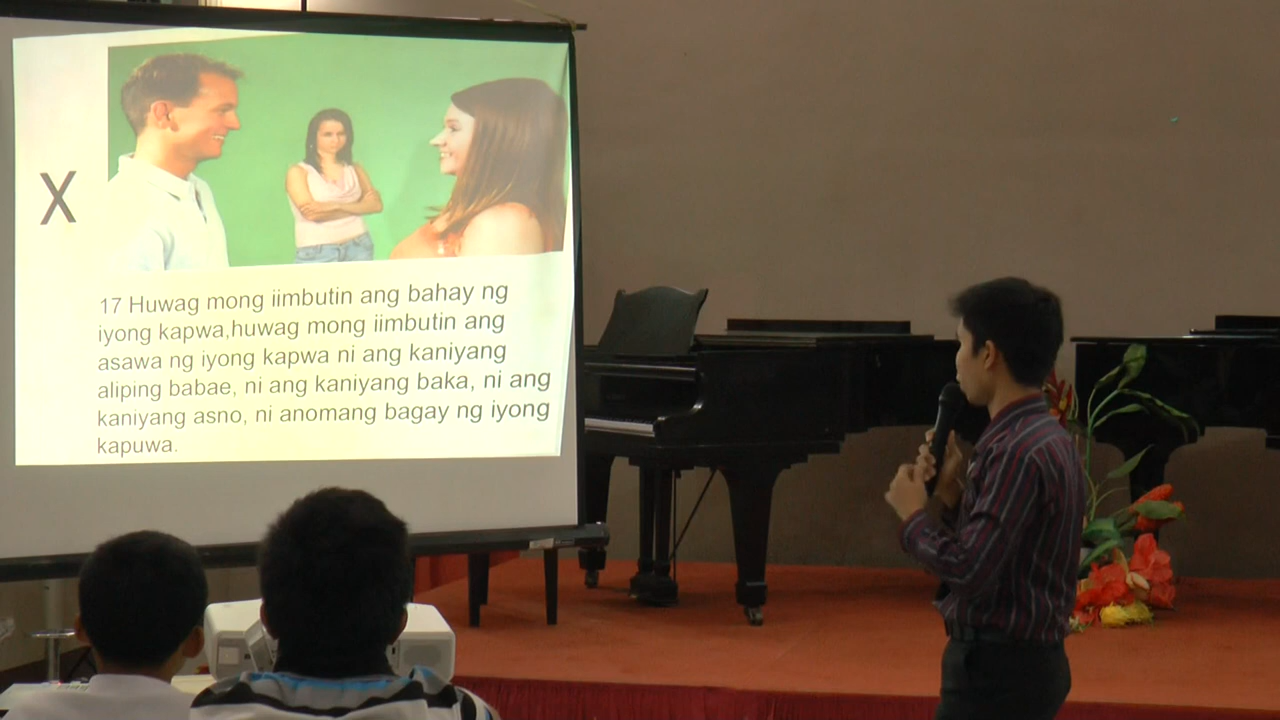 X
17 Huwag mong iimbutin ang bahay ng
iyong kapwa,huwag mong iimbutin ang
asawa ng iyong kapwa ni ang kaniyang
aliping babae, ni ang kaniyang baka, ni ang
kaniyang asno, ni anomang bagay ng iyong
kapuwa.